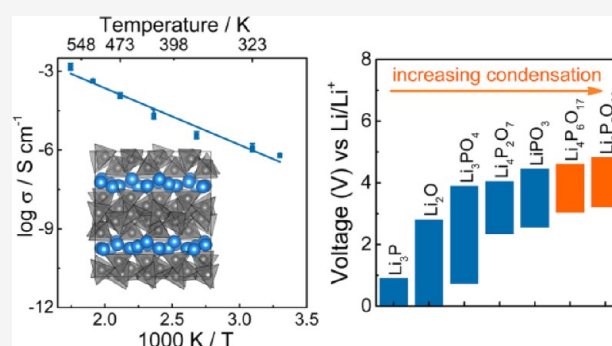 Temperature / K
548 473 398 323
-3
-6
-9
-12
log σ / S cm⁻¹
2.0 2.5 3.0 3.5
1000 K / T
8
6
4
2
0
Voltage (V) vs Li/Li⁺
increasing condensation
Li₃P
Li₂O
Li₃PO₄
Li₄P₂O₇
LiPO₃
Li₄P₆O₁₇